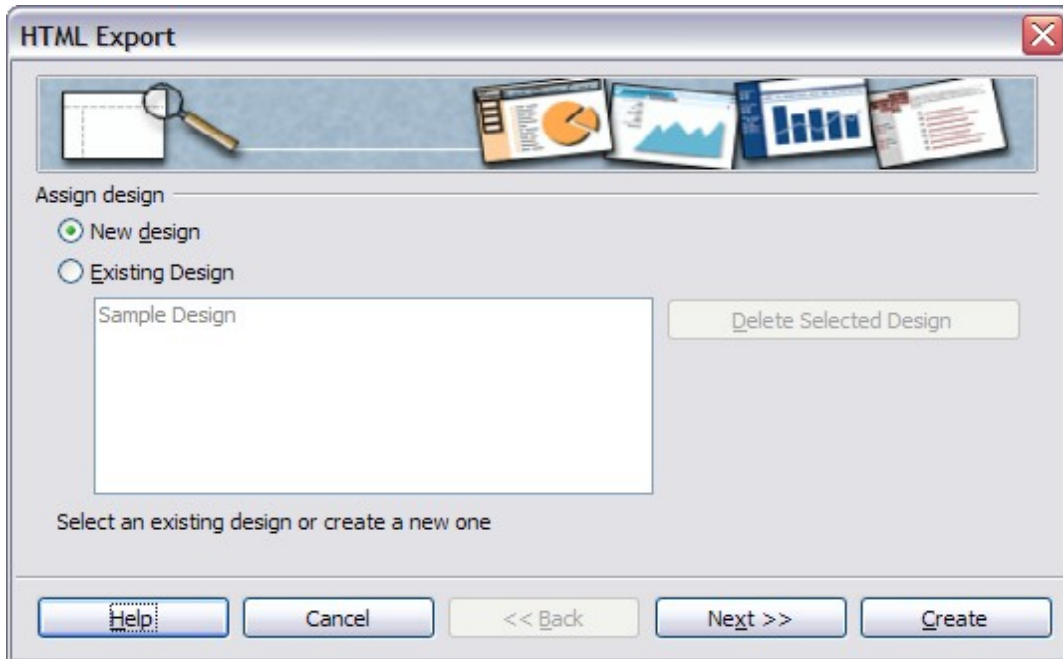 HTML Export
Assign design
New design
Existing Design
Sample Design
Delete Selected Design
Select an existing design or create a new one
Help
Cancel
<< Back
Next >>
Create